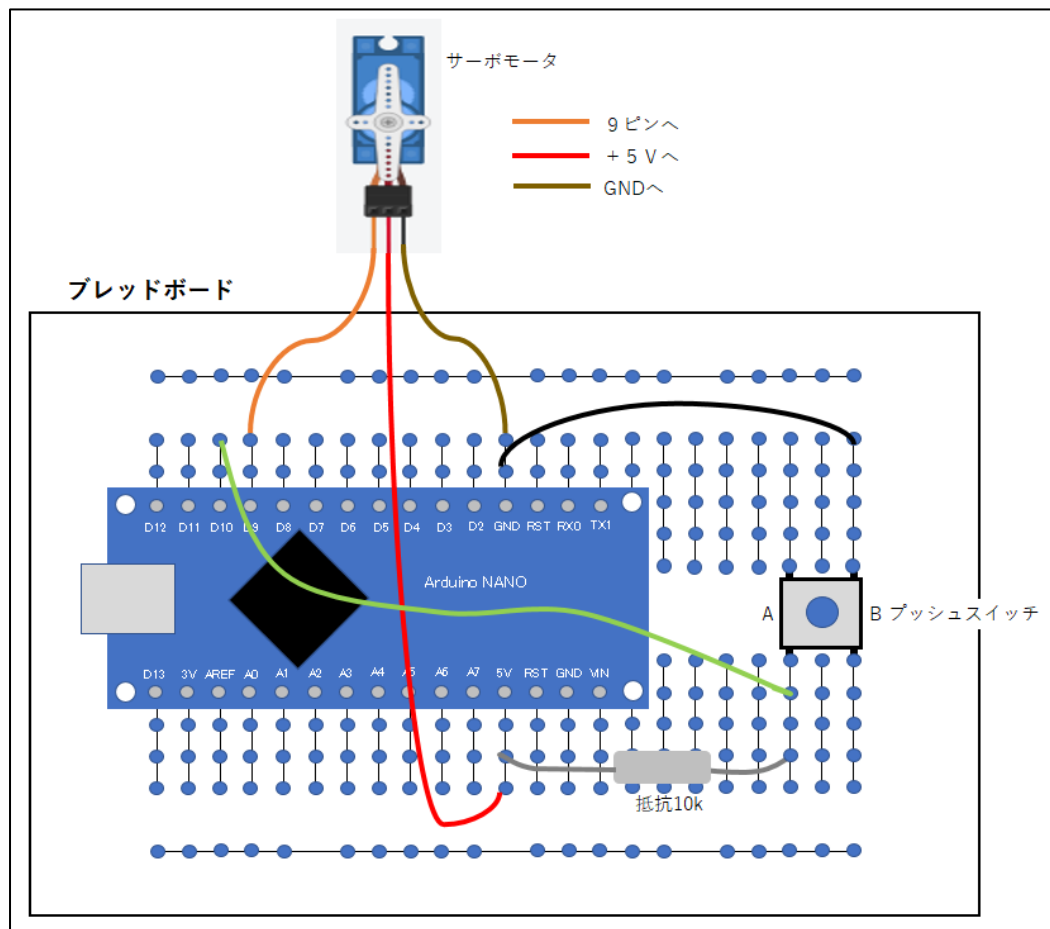 サーボモータ
9ピンへ
+5Vへ
GNDへ
ブレッドボード
D12 D11 D10 D9 D8 D7 D6 D5 D4 D3 D2 GND RST RX0 TX1
Arduino NANO
A
B プッシュスイッチ
D13 3V AREF A0 A1 A2 A3 A4 A5 A6 A7 5V RST GND VIN
抵抗10k